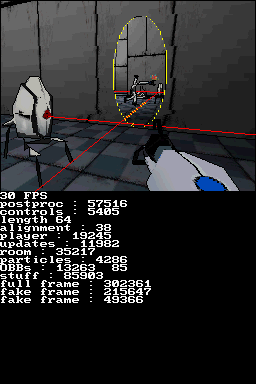 30 FPS
postproc : 57516
controls : 5405
length 64
alignment : 38
player : 19245
updates : 11982
room : 35217
particles : 4286
OBBs : 13263  85
stuff : 85903
full frame : 302361
fake frame : 215647
fake frame : 49366